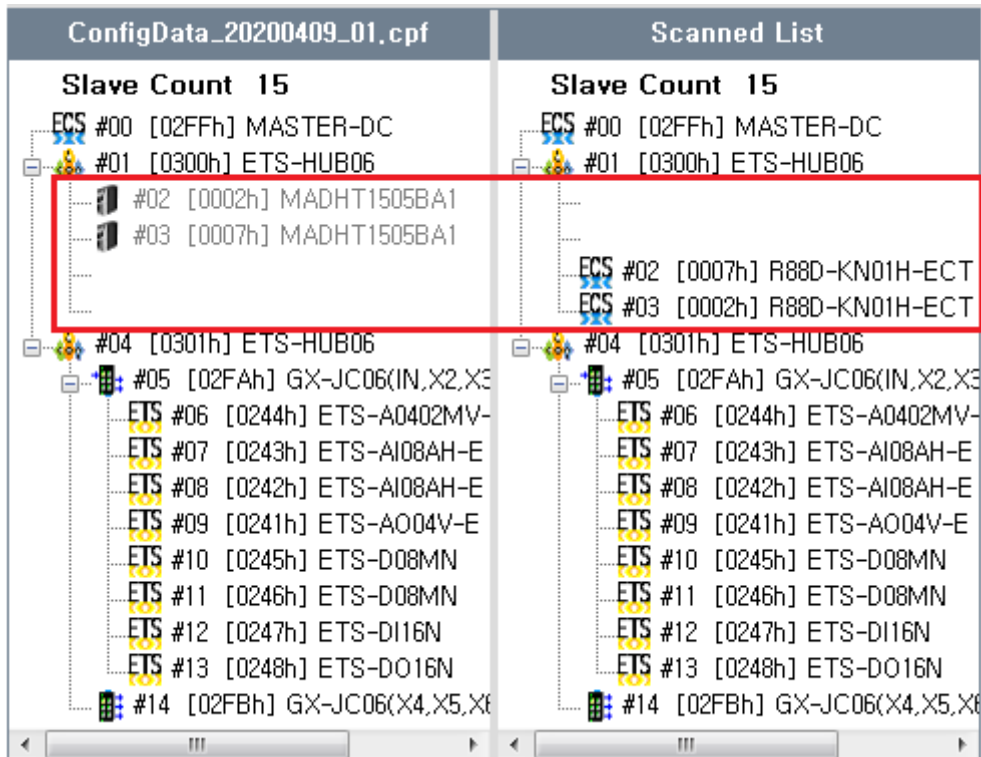 ConfigData_20200409_01.cpf
Slave Count 15
ECS #00 [02FFh] MASTER-DC
#01 [0300h] ETS-HUB06
#02 [0002h] MADHT1505BA1
#03 [0007h] MADHT1505BA1
#04 [0301h] ETS-HUB06
#05 [02FAh] GX-JC06(IN,X2,X3
ETS #06 [0244h] ETS-A0402MV-
ETS #07 [0243h] ETS-AI08AH-E
ETS #08 [0242h] ETS-AI08AH-E
ETS #09 [0241h] ETS-AO04V-E
ETS #10 [0245h] ETS-D08MN
ETS #11 [0246h] ETS-D08MN
ETS #12 [0247h] ETS-DI16N
ETS #13 [0248h] ETS-DO16N
#14 [02FBh] GX-JC06(X4,X5,X6
Scanned List
Slave Count 15
ECS #00 [02FFh] MASTER-DC
#01 [0300h] ETS-HUB06
ECS #02 [0007h] R88D-KN01H-ECT
ECS #03 [0002h] R88D-KN01H-ECT
#04 [0301h] ETS-HUB06
#05 [02FAh] GX-JC06(IN,X2,X3
ETS #06 [0244h] ETS-A0402MV-
ETS #07 [0243h] ETS-AI08AH-E
ETS #08 [0242h] ETS-AI08AH-E
ETS #09 [0241h] ETS-AO04V-E
ETS #10 [0245h] ETS-D08MN
ETS #11 [0246h] ETS-D08MN
ETS #12 [0247h] ETS-DI16N
ETS #13 [0248h] ETS-DO16N
#14 [02FBh] GX-JC06(X4,X5,X6